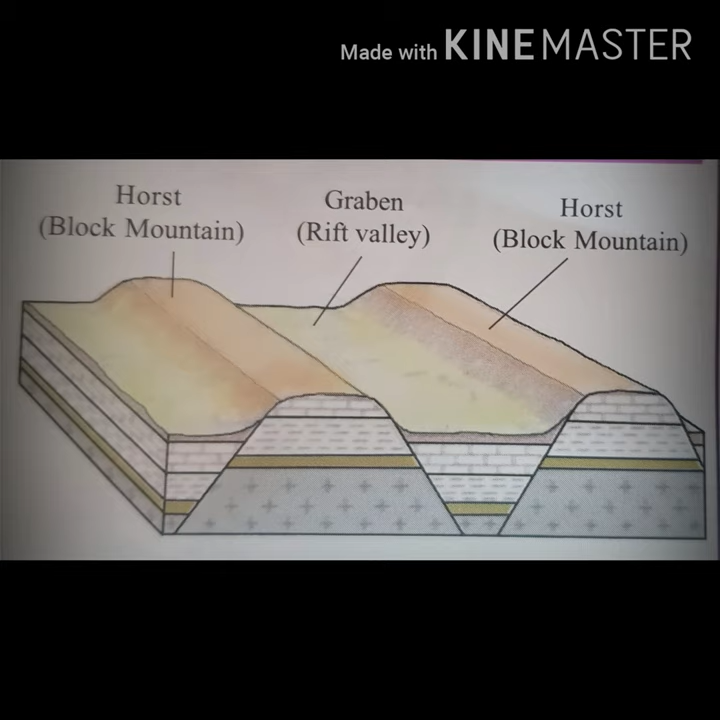 Made with KINEMASTER
Horst
(Block Mountain)
Graben
(Rift valley)
Horst
(Block Mountain)